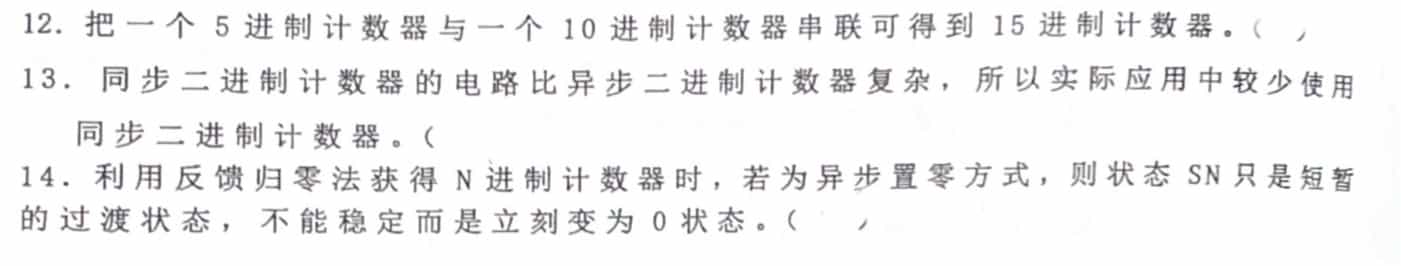 12. 把一个 5 进制计数器与一个 10 进制计数器串联可得到 15 进制计数器。( )
13. 同步二进制计数器的电路比异步二进制计数器复杂，所以实际应用中较少使用
同步二进制计数器。(
14. 利用反馈归零法获得 N 进制计数器时，若为异步置零方式，则状态 SN 只是短暂
的过渡状态，不能稳定而是立刻变为 0 状态。( )